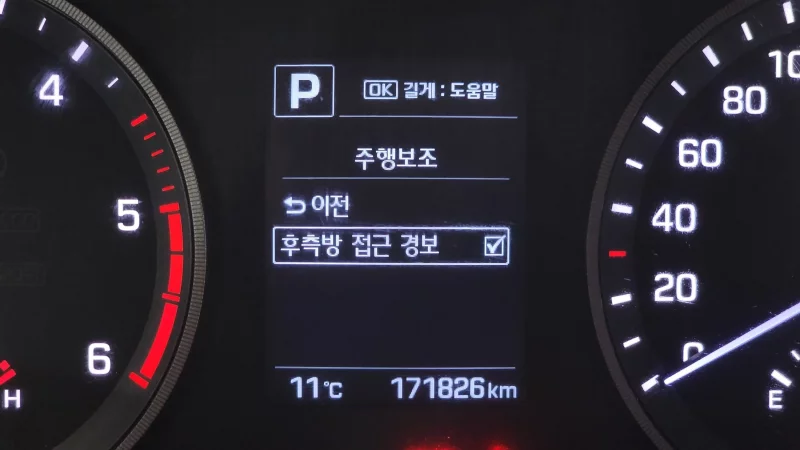 P
OK 길게 : 도움말
주행보조
이전
후측방 접근 경보
11°C 171826km
4
5
6
H
100
80
60
40
20
0
E